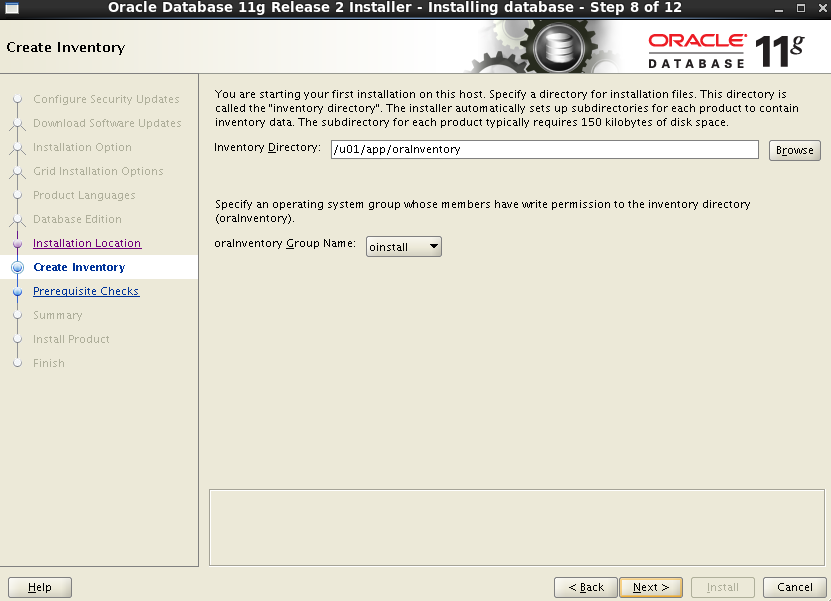 Oracle Database 11g Release 2 Installer - Installing database - Step 8 of 12
Create Inventory
ORACLE
DATABASE
11g
Configure Security Updates
Download Software Updates
Installation Option
Grid Installation Options
Product Languages
Database Edition
Installation Location
Create Inventory
Prerequisite Checks
Summary
Install Product
Finish
You are starting your first installation on this host. Specify a directory for installation files. This directory is
called the "inventory directory". The installer automatically sets up subdirectories for each product to contain
inventory data. The subdirectory for each product typically requires 150 kilobytes of disk space.
Inventory Directory: /u01/app/oraInventory Browse
Specify an operating system group whose members have write permission to the inventory directory
(oraInventory).
oraInventory Group Name: oinstall
Help < Back Next > Install Cancel